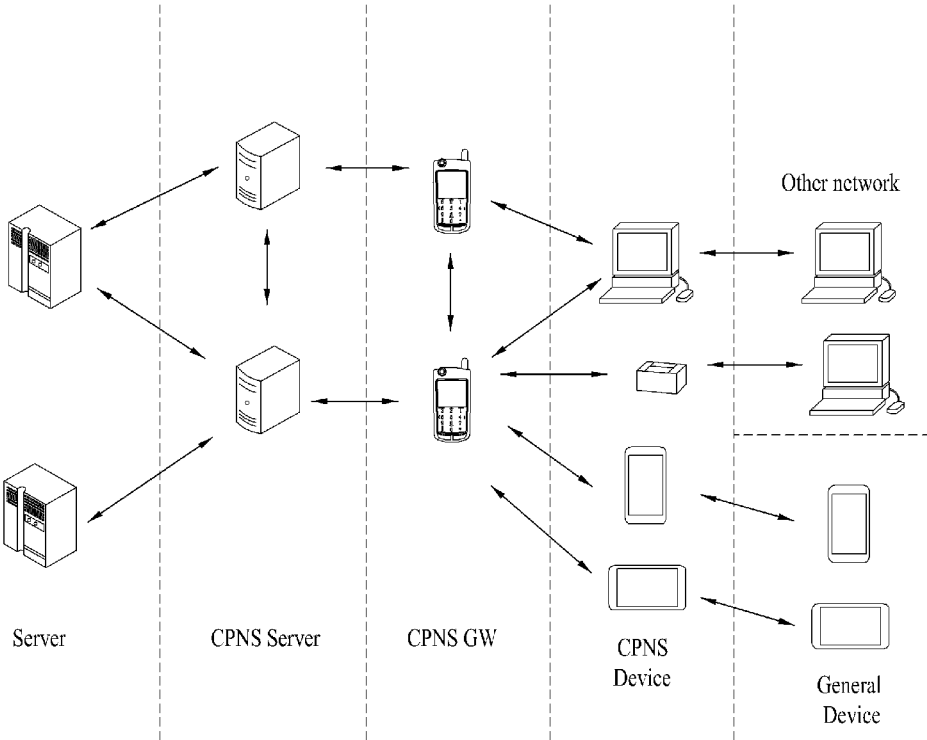 Other network
Server
CPNS Server
CPNS GW
CPNS
Device
General
Device